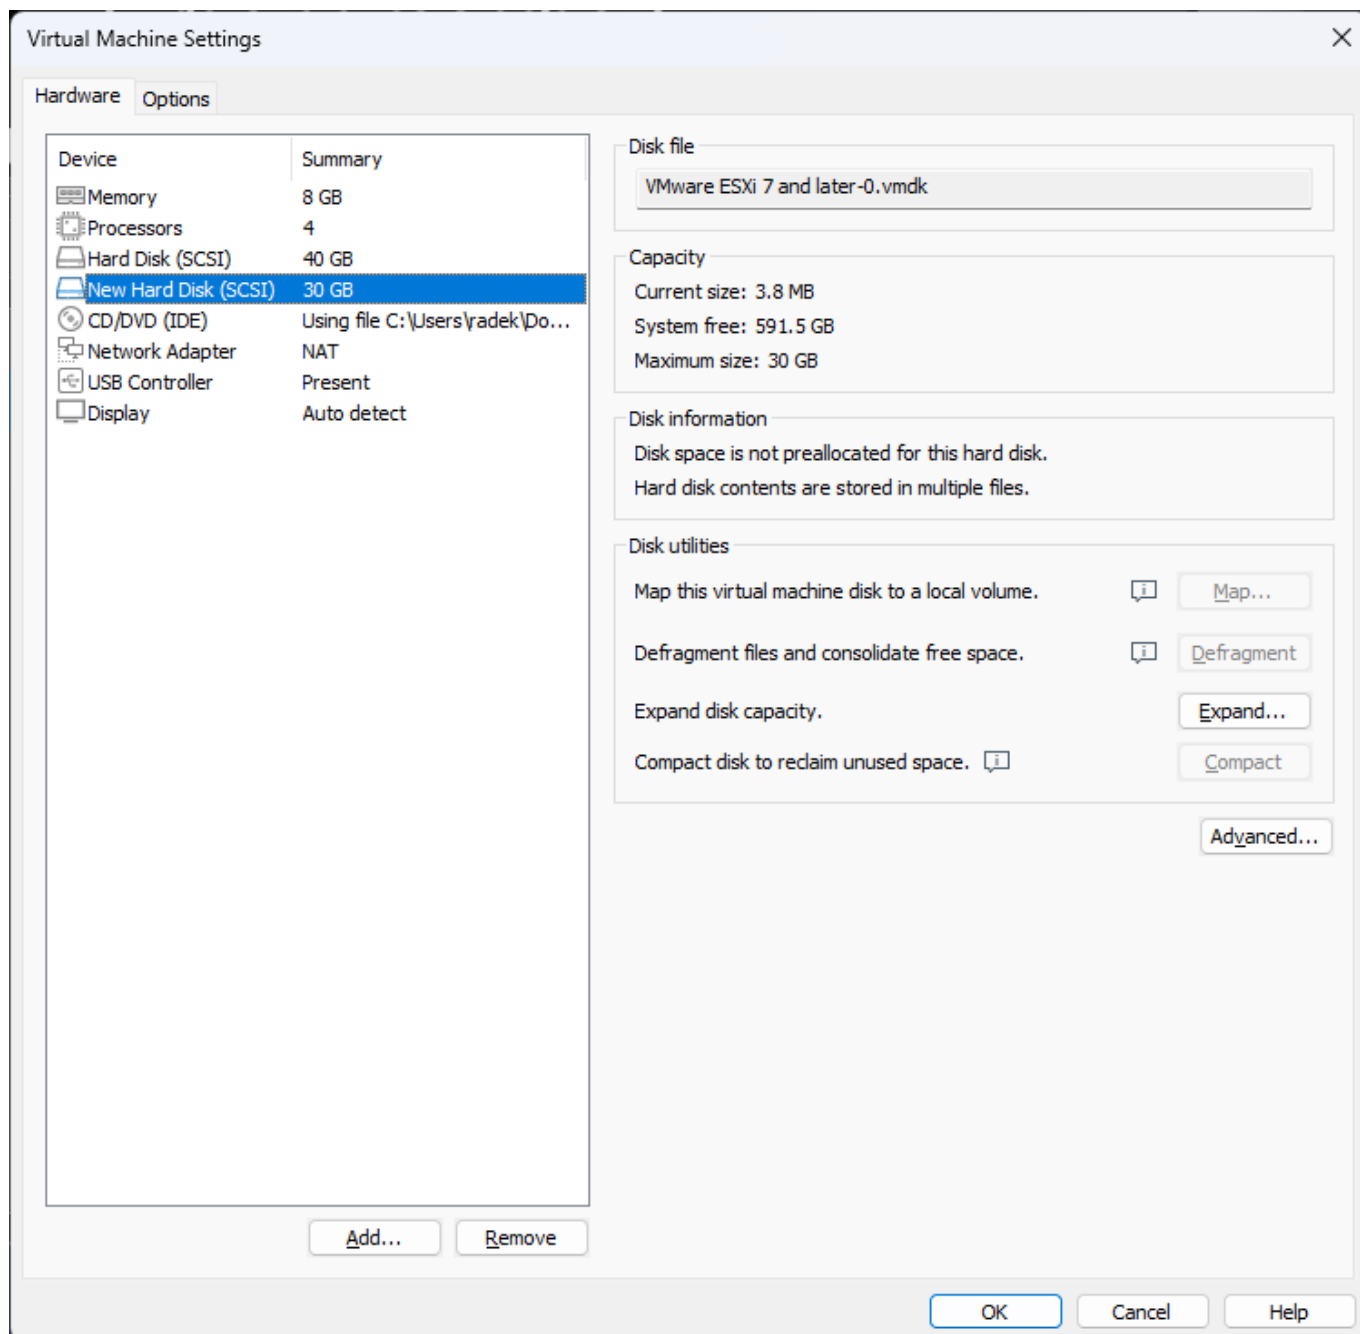 Virtual Machine Settings
Hardware
Options
Device Summary
Memory 8 GB
Processors 4
Hard Disk (SCSI) 40 GB
New Hard Disk (SCSI) 30 GB
CD/DVD (IDE) Using file C:\Users\radek\Do...
Network Adapter NAT
USB Controller Present
Display Auto detect
Add...
Remove
Disk file
VMware ESXi 7 and later-0.vmdk
Capacity
Current size: 3.8 MB
System free: 591.5 GB
Maximum size: 30 GB
Disk information
Disk space is not preallocated for this hard disk.
Hard disk contents are stored in multiple files.
Disk utilities
Map this virtual machine disk to a local volume. Map...
Defragment files and consolidate free space. Defragment
Expand disk capacity. Expand...
Compact disk to reclaim unused space. Compact
Advanced...
OK
Cancel
Help